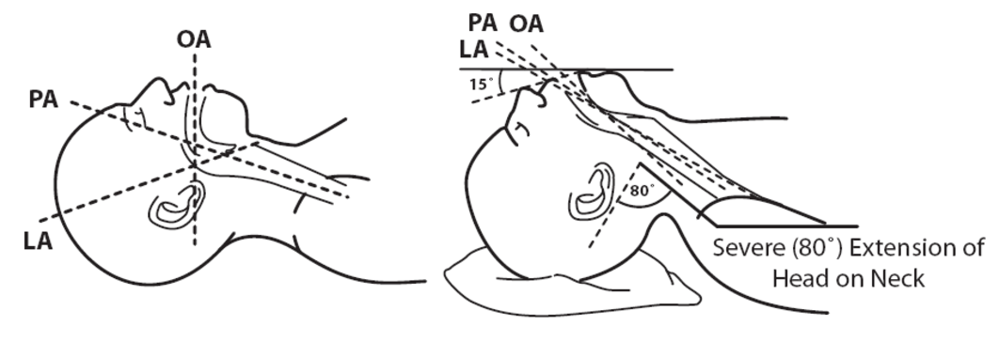 OA
PA
LA
PA OA
LA
15°
80°
Severe (80°) Extension of
Head on Neck